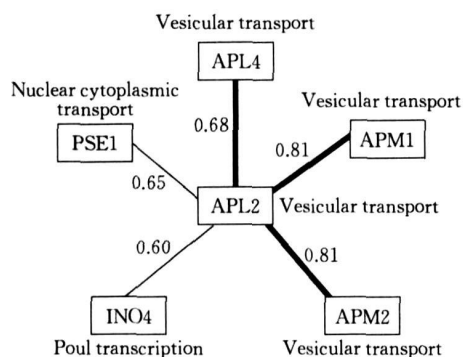 Vesicular transport
APL4
Nuclear cytoplasmic
transport
Vesicular transport
PSE1
0.68
0.81
APM1
0.65
APL2
Vesicular transport
0.60
0.81
INO4
APM2
Poul transcription
Vesicular transport